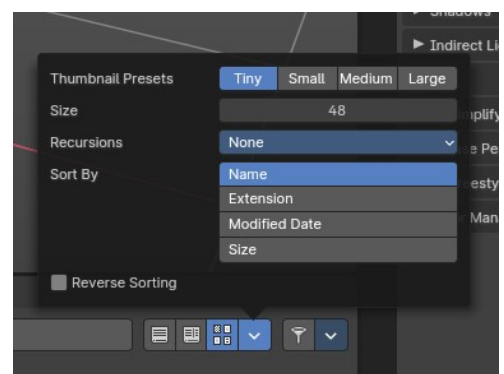 Indirect Li
Thumbnail Presets Tiny Small Medium Large
Size 48
Recursions None
Sort By Name
Extension
Modified Date
Size
Reverse Sorting
Man